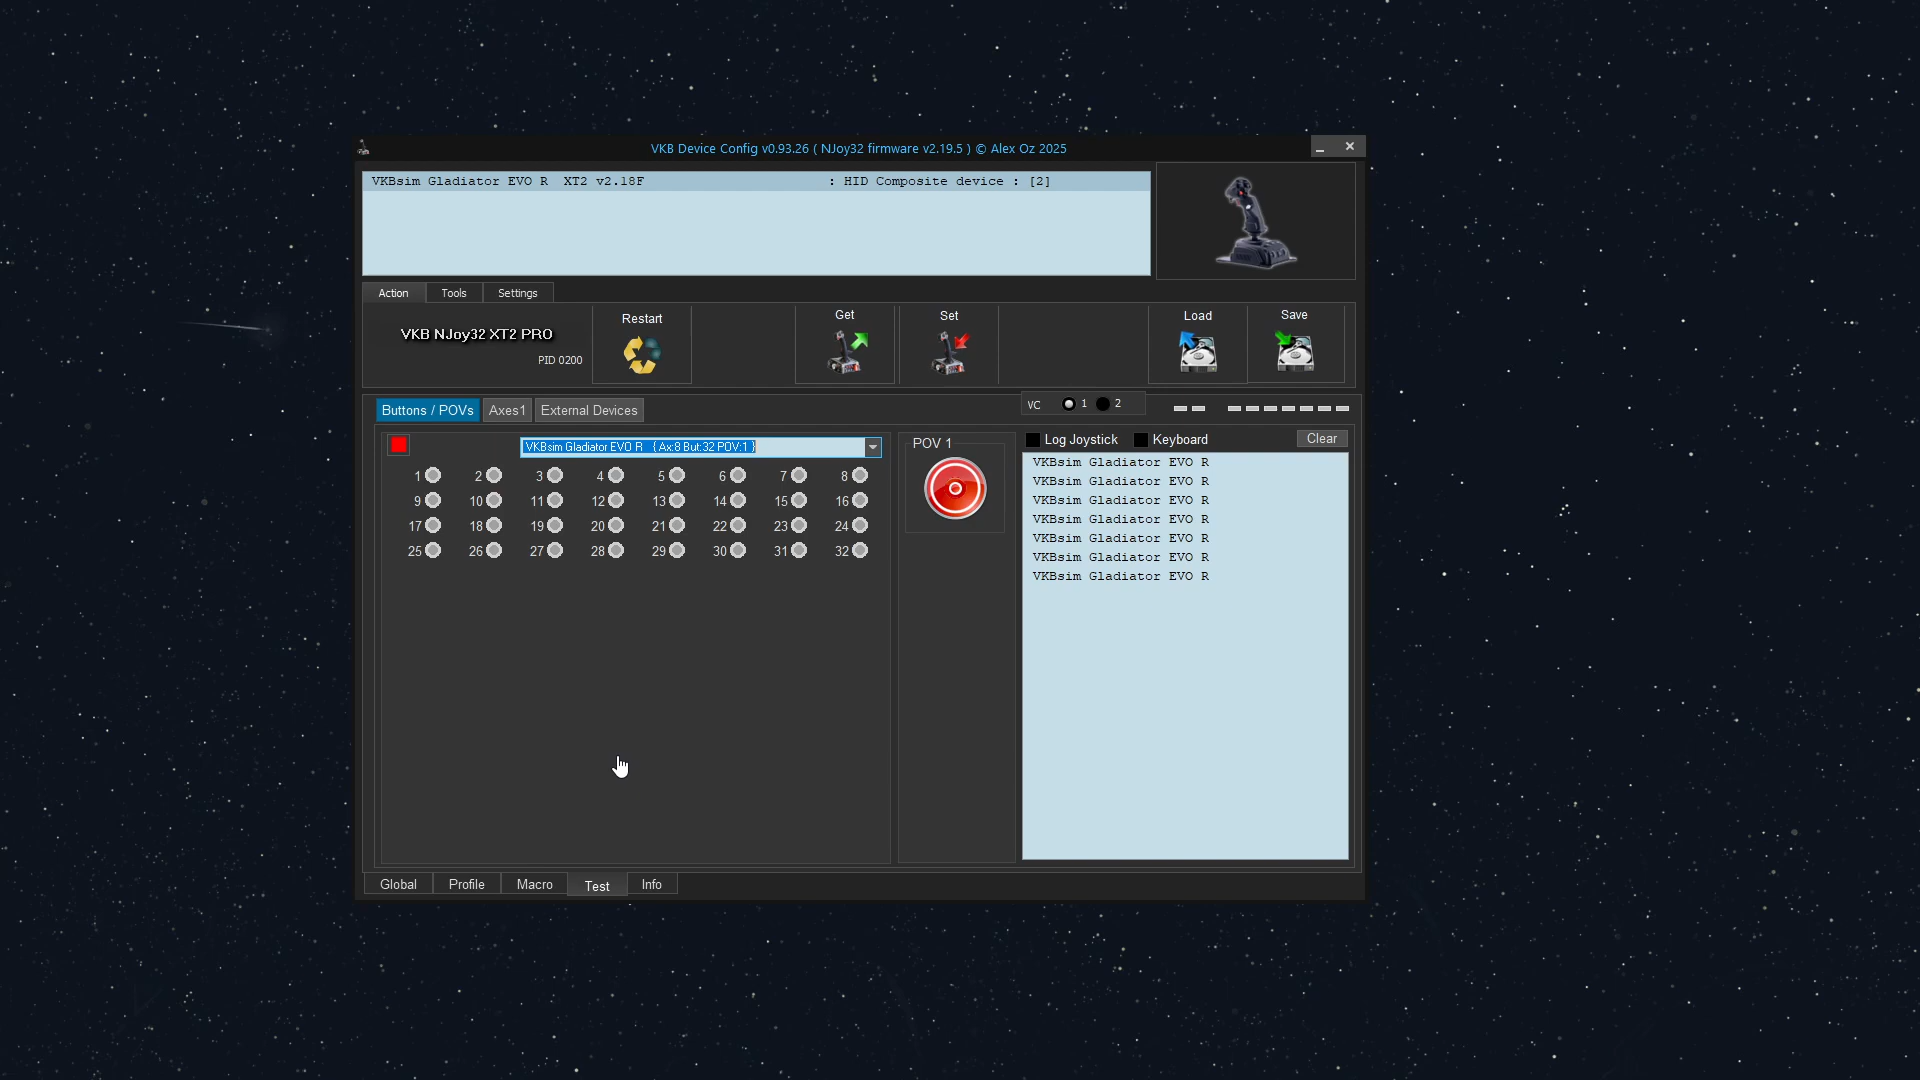 VKB Device Config v0.93.26 ( NJoy32 firmware v2.19.5 ) © Alex Oz 2025
VKBsim Gladiator EVO R  XT2 v2.18F : HID Composite device : [2]
Action Tools Settings
VKB NJoy32 XT2 PRO
PID 0200
Restart
Get
Set
Load
Save
Buttons / POVs Axes1 External Devices
VC 1 2
VKBsim Gladiator EVO R  { Ax:8 But:32 POV:1 }
1 2 3 4 5 6 7 8
9 10 11 12 13 14 15 16
17 18 19 20 21 22 23 24
25 26 27 28 29 30 31 32
POV 1
Log Joystick Keyboard Clear
VKBsim Gladiator EVO R
VKBsim Gladiator EVO R
VKBsim Gladiator EVO R
VKBsim Gladiator EVO R
VKBsim Gladiator EVO R
VKBsim Gladiator EVO R
VKBsim Gladiator EVO R
Global Profile Macro Test Info